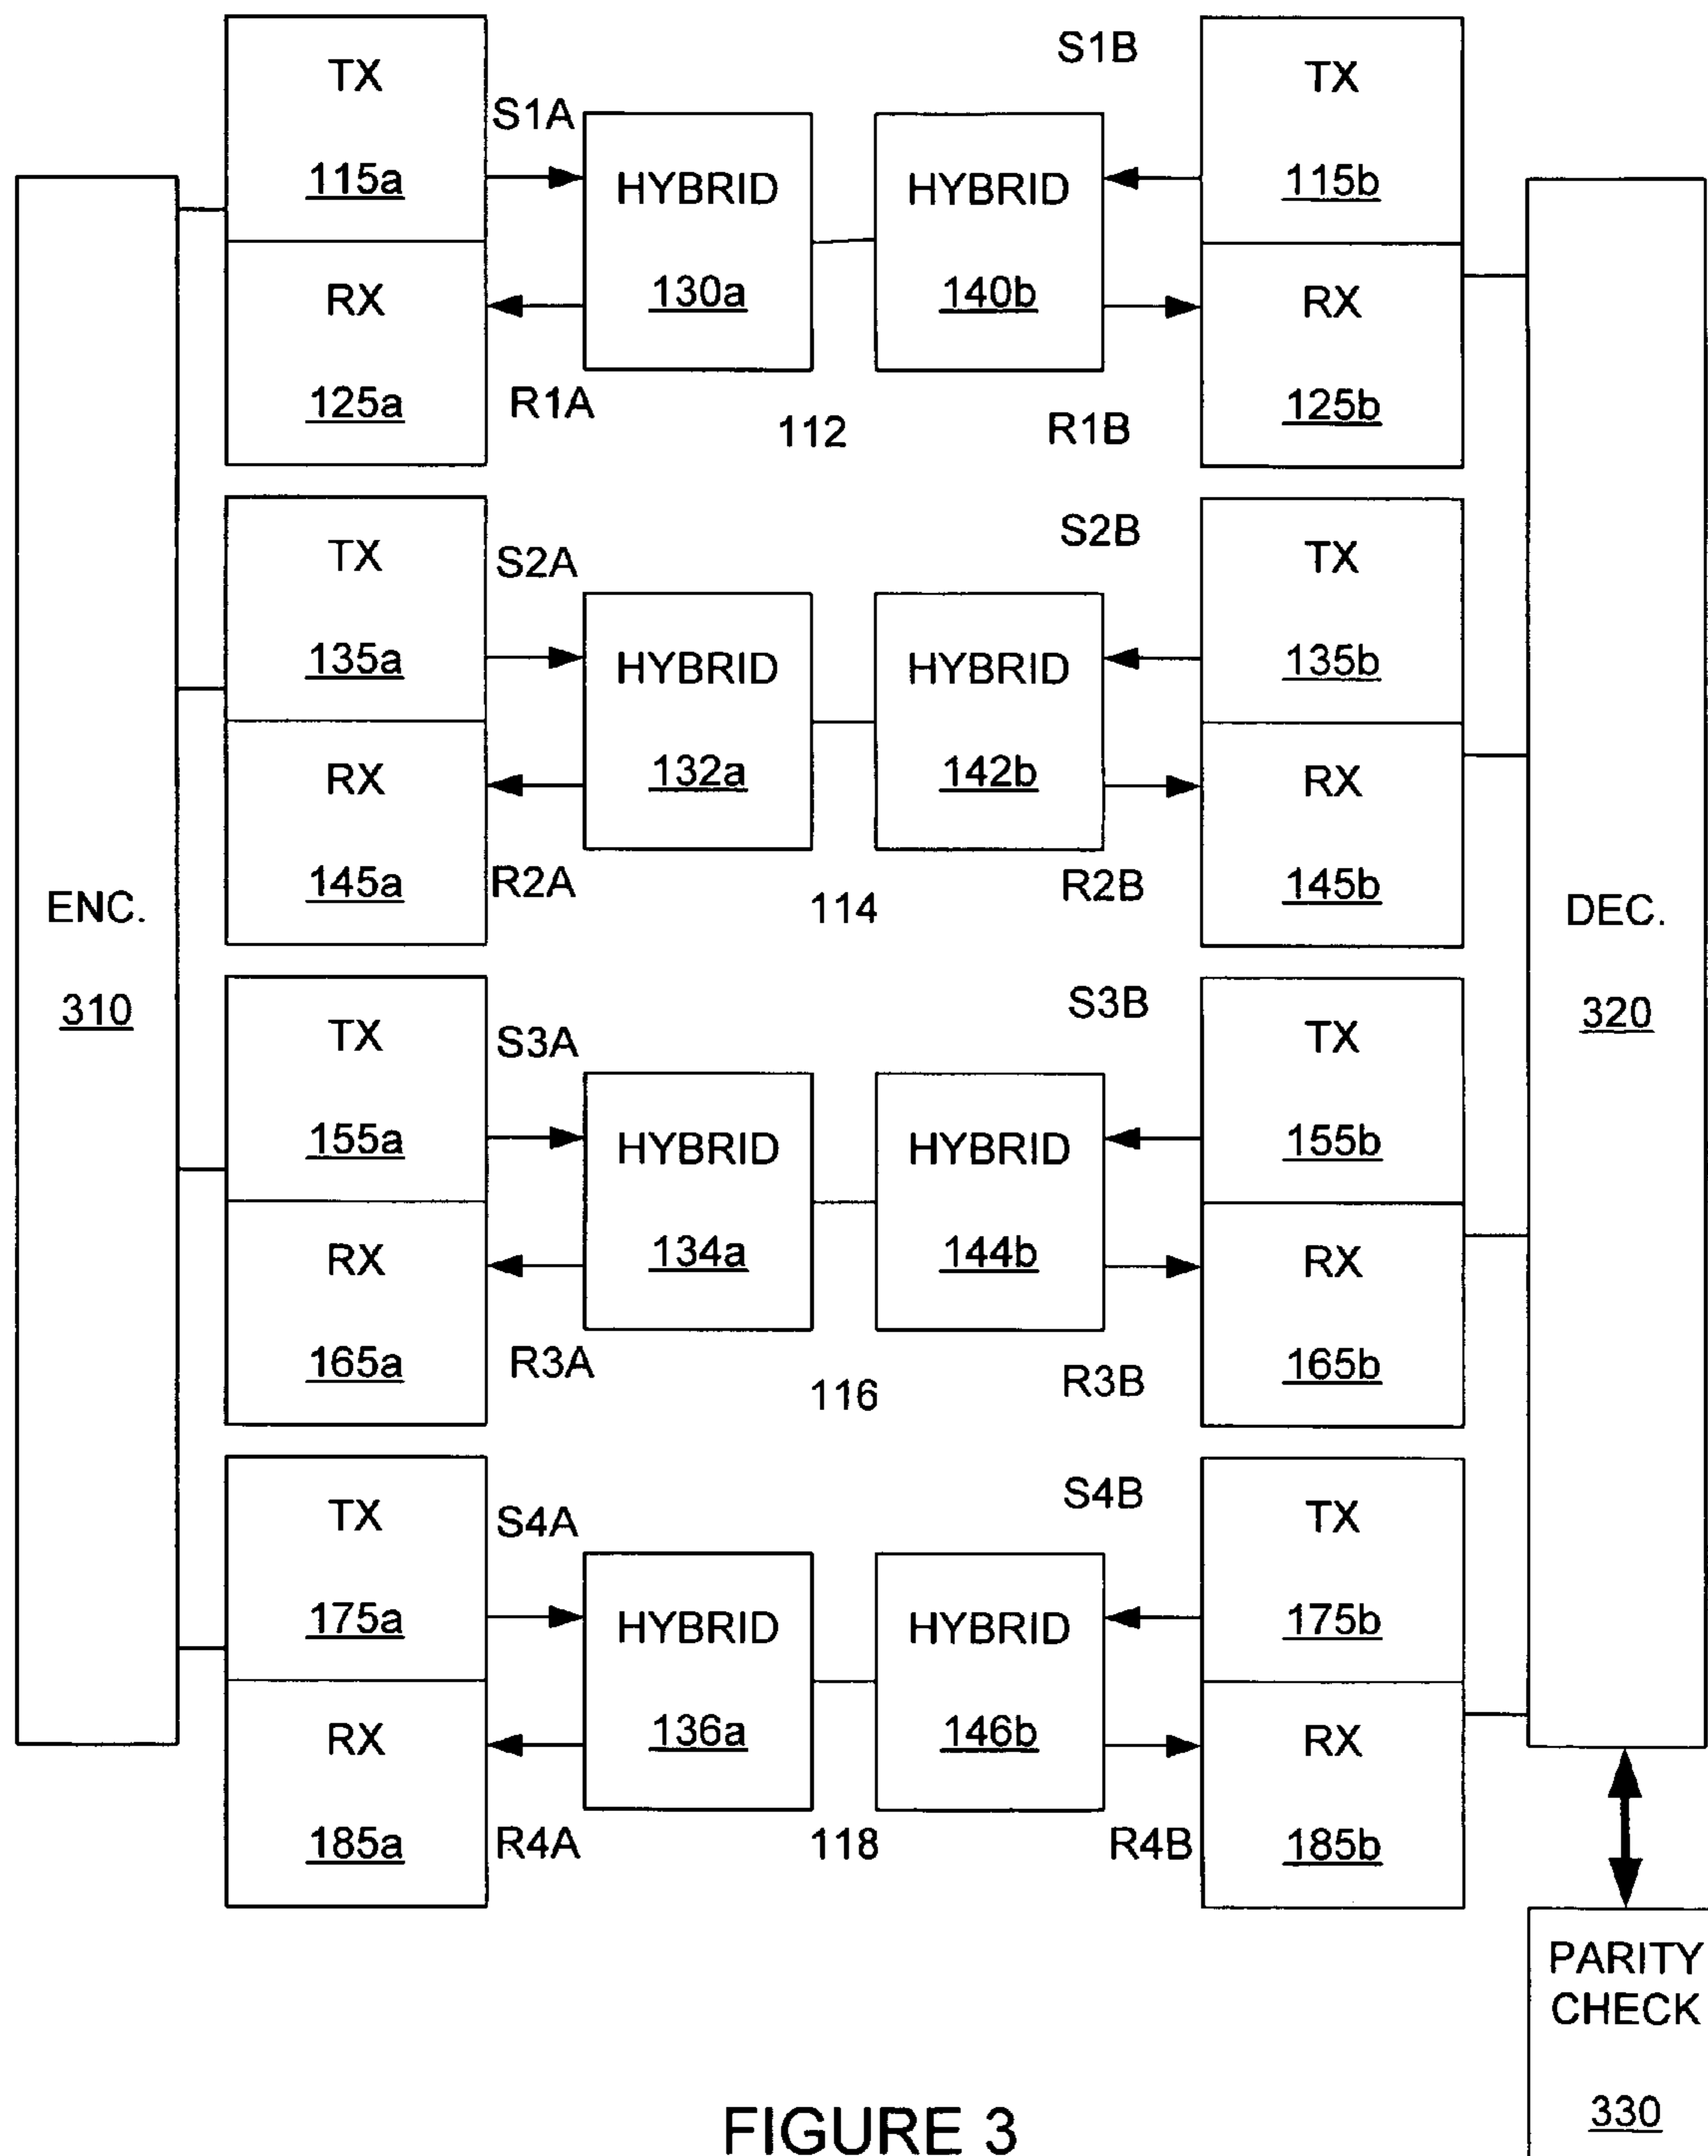 TX
S1A
115a
RX
125a
R1A
HYBRID
130a
HYBRID
140b
112
S1B
TX
115b
RX
125b
R1B
TX
S2A
135a
RX
145a
R2A
HYBRID
132a
HYBRID
142b
114
S2B
TX
135b
RX
145b
R2B
ENC.
310
DEC.
320
TX
S3A
155a
RX
165a
R3A
HYBRID
134a
HYBRID
144b
116
S3B
TX
155b
RX
165b
R3B
TX
S4A
175a
RX
185a
R4A
HYBRID
136a
HYBRID
146b
118
S4B
TX
175b
RX
185b
R4B
PARITY
CHECK
330
FIGURE 3